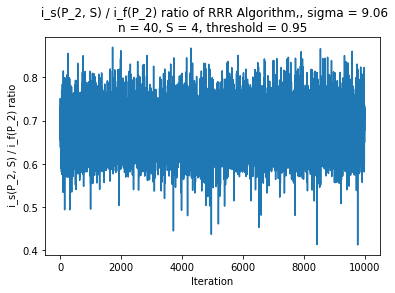 i_s(P_2, S) / i_f(P_2) ratio of RRR Algorithm,, sigma = 9.06
n = 40, S = 4, threshold = 0.95
i_s(P_2, S) / i_f(P_2) ratio
0.8
0.7
0.6
0.5
0.4
0
2000
4000
6000
8000
10000
Iteration